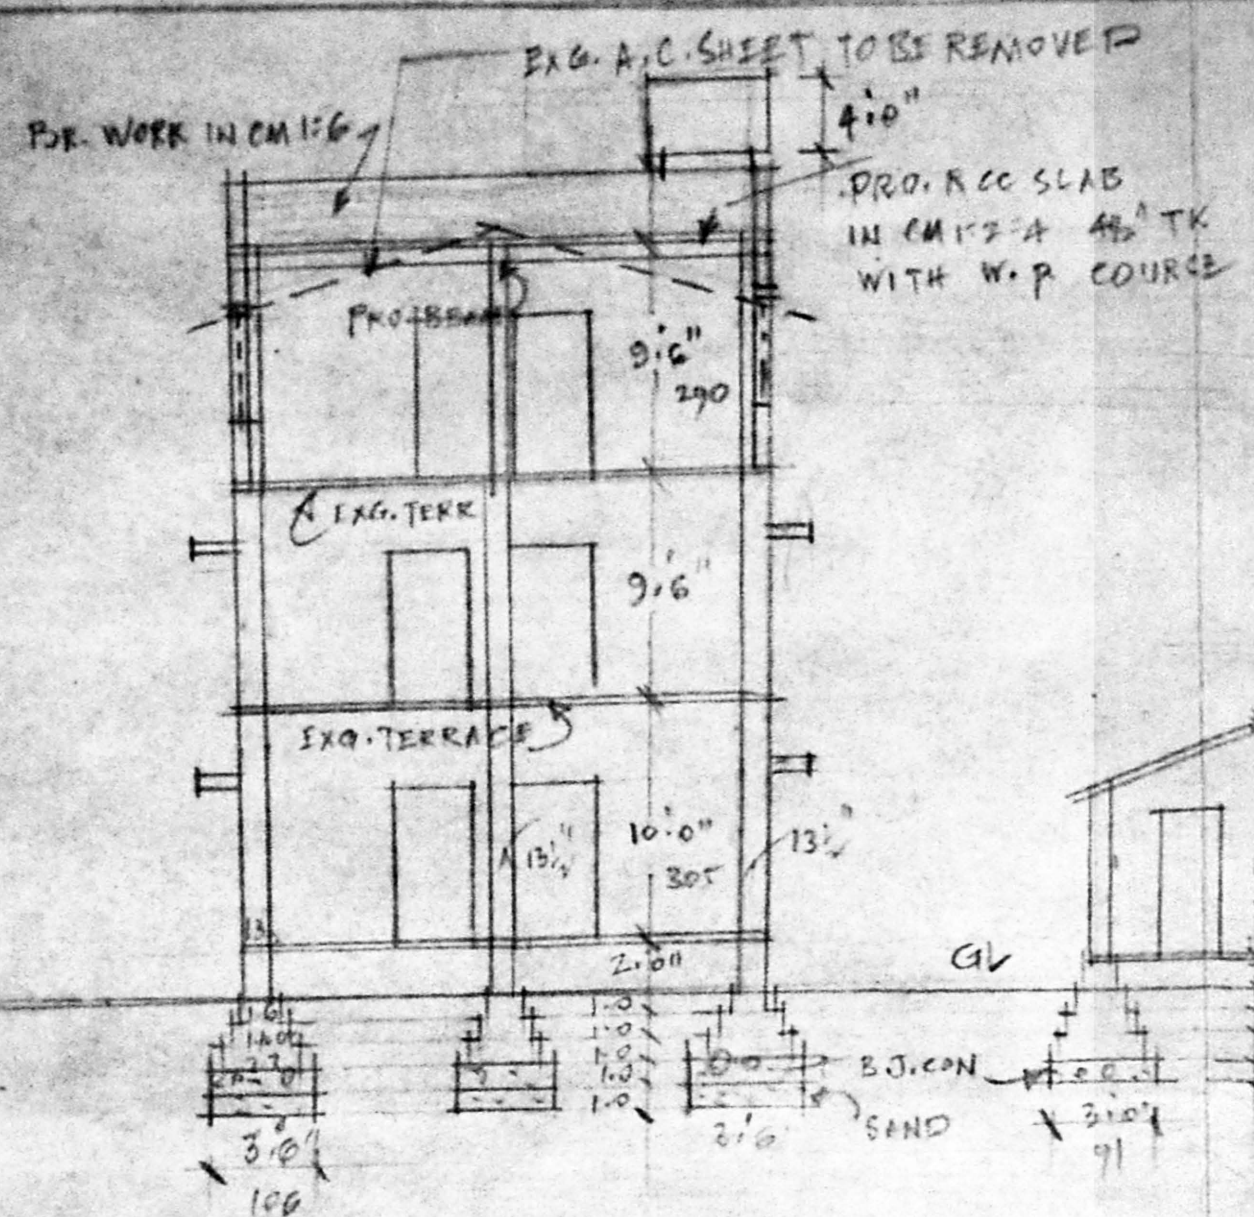 EXG. A.C. SHEET TO BE REMOVED
4'.0"
BR. WORK IN CM 1:6
PRO. RCC SLAB
IN CM 1:2:4 4½" TK
WITH W.P. COURCE
PRO-BEAM
9'.6"
290
EXG. TERR
9'.6"
EXG. TERRACE
10'.0"
305
13½"
13½"
13
2'.0"
GL
1.0
1.0
1.0
1.0
1.0
B.J.CON
SAND
3'.6"
106
3'.6
3'.0"
91